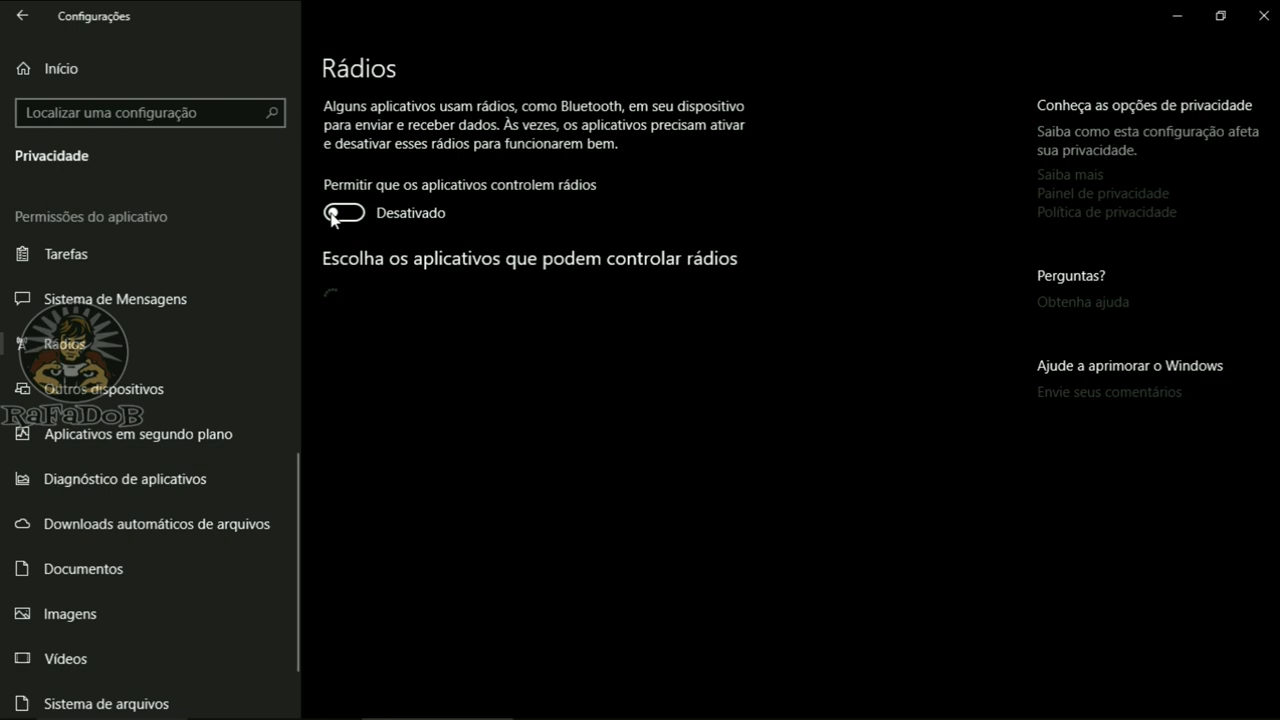 Configurações
Início
Localizar uma configuração
Privacidade
Permissões do aplicativo
Tarefas
Sistema de Mensagens
Rádios
Outros dispositivos
RaFaDoB
Aplicativos em segundo plano
Diagnóstico de aplicativos
Downloads automáticos de arquivos
Documentos
Imagens
Vídeos
Sistema de arquivos
Rádios
Alguns aplicativos usam rádios, como Bluetooth, em seu dispositivo
para enviar e receber dados. Às vezes, os aplicativos precisam ativar
e desativar esses rádios para funcionarem bem.
Permitir que os aplicativos controlem rádios
Desativado
Escolha os aplicativos que podem controlar rádios
Conheça as opções de privacidade
Saiba como esta configuração afeta
sua privacidade.
Saiba mais
Painel de privacidade
Política de privacidade
Perguntas?
Obtenha ajuda
Ajude a aprimorar o Windows
Envie seus comentários